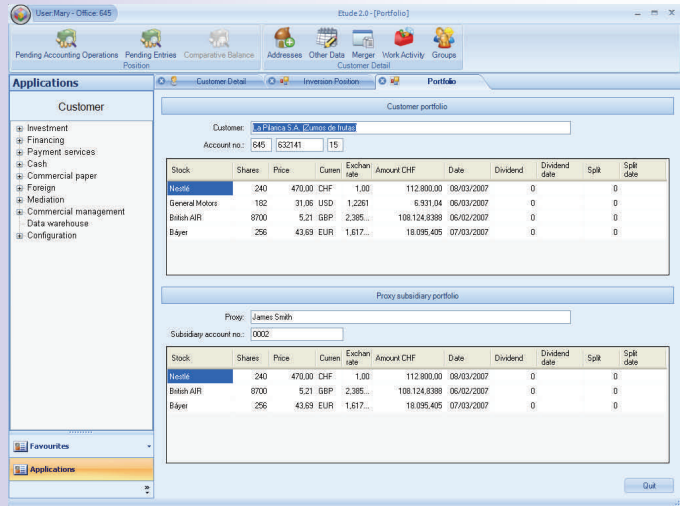 User:Mary - Office: 645
Etude 2.0 - [Portfolio]
Pending Accounting Operations Pending Entries Comparative Balance Addresses Other Data Merger Work Activity Groups
Position Customer Detail
Applications
Customer Detail Inversion Position Portfolio
Customer
Investment
Financing
Payment services
Cash
Commercial paper
Foreign
Mediation
Commercial management
Data warehouse
Configuration
Customer portfolio
Customer: La Pilarica S.A. (Zumos de frutas)
Account no.: 645 632141 15
Stock Shares Price Curren Exchan rate Amount CHF Date Dividend Dividend date Split Split date
Nestlé 240 470,00 CHF 1,00 112.800,00 08/03/2007 0 0
General Motors 182 31,06 USD 1,2261 6.931,04 06/03/2007 0 0
British AIR 8700 5,21 GBP 2,385... 108.124,8388 06/02/2007 0 0
Báyer 256 43,69 EUR 1,617... 18.095,405 07/03/2007 0 0
Proxy subsidiary portfolio
Proxy: James Smith
Subsidiary account no.: 0002
Stock Shares Price Curren Exchan rate Amount CHF Date Dividend Dividend date Split Split date
Nestlé 240 470,00 CHF 1,00 112.800,00 08/03/2007 0 0
British AIR 8700 5,21 GBP 2,385... 108.124,8388 06/02/2007 0 0
Báyer 256 43,69 EUR 1,617... 18.095,405 07/03/2007 0 0
Favourites
Applications
Quit